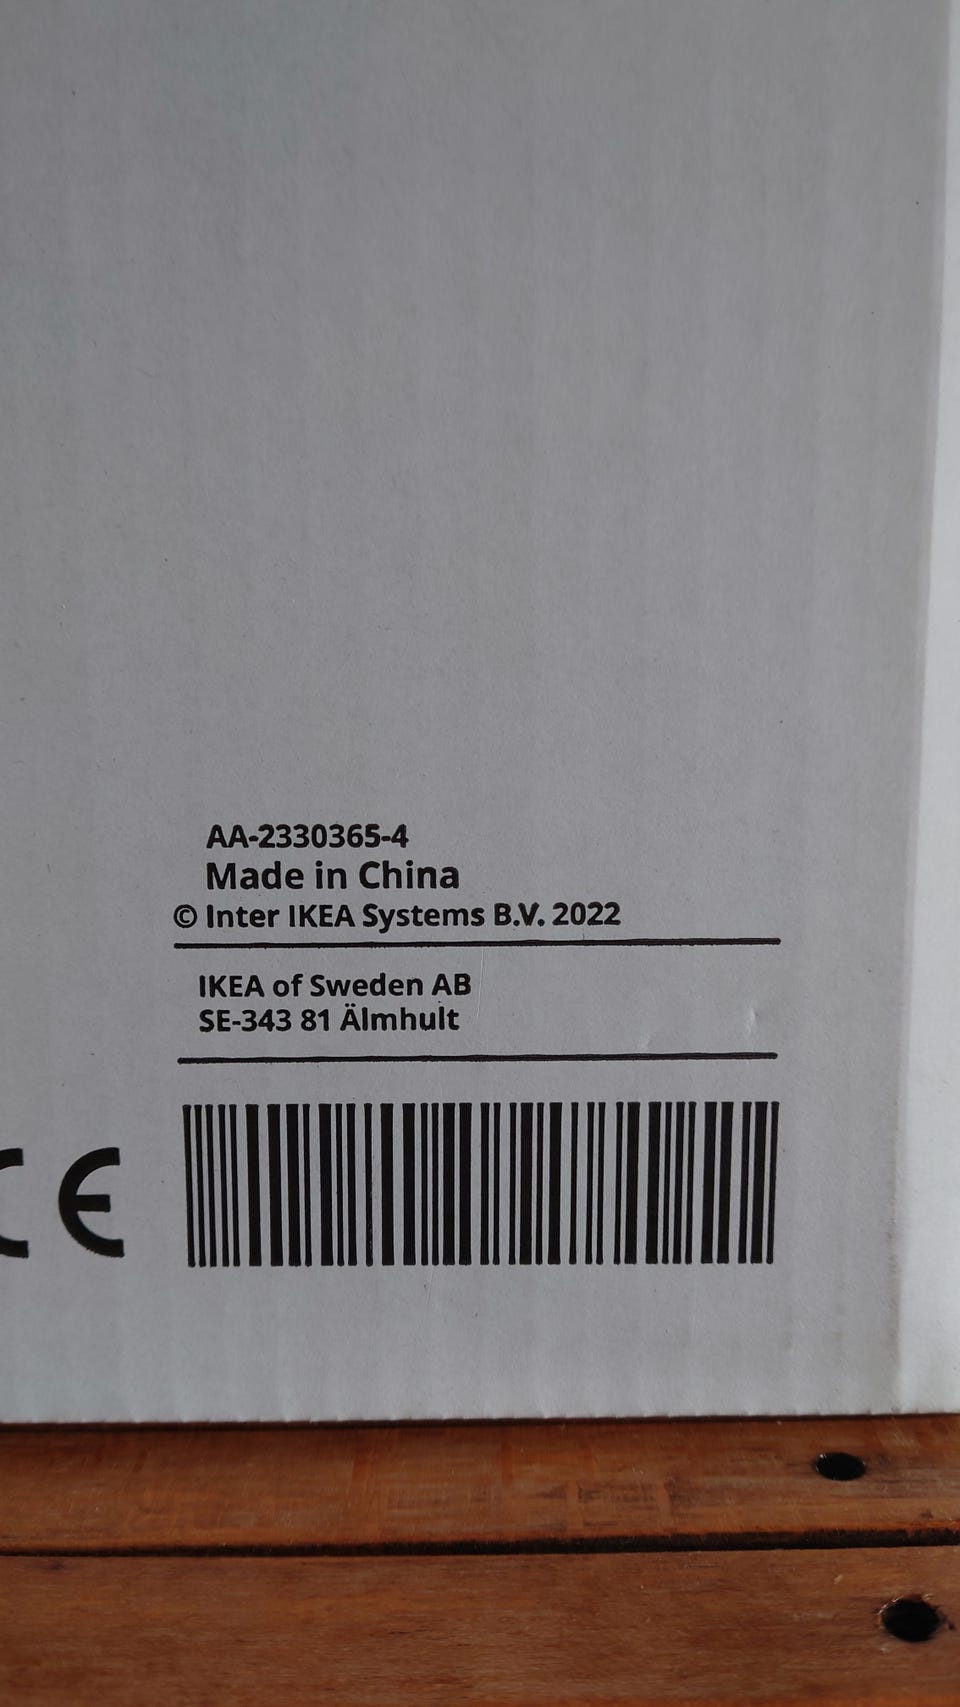 AA-2330365-4
Made in China
© Inter IKEA Systems B.V. 2022
IKEA of Sweden AB
SE-343 81 Älmhult
CE